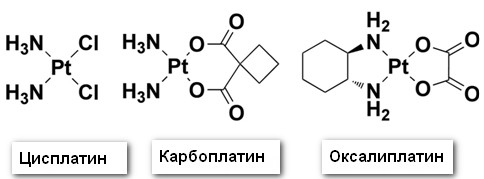 H₃N Cl
Pt
H₃N Cl
H₃N O O
Pt
H₃N O O
H₂
N O O
Pt
N O O
H₂
Цисплатин Карбоплатин Оксалиплатин